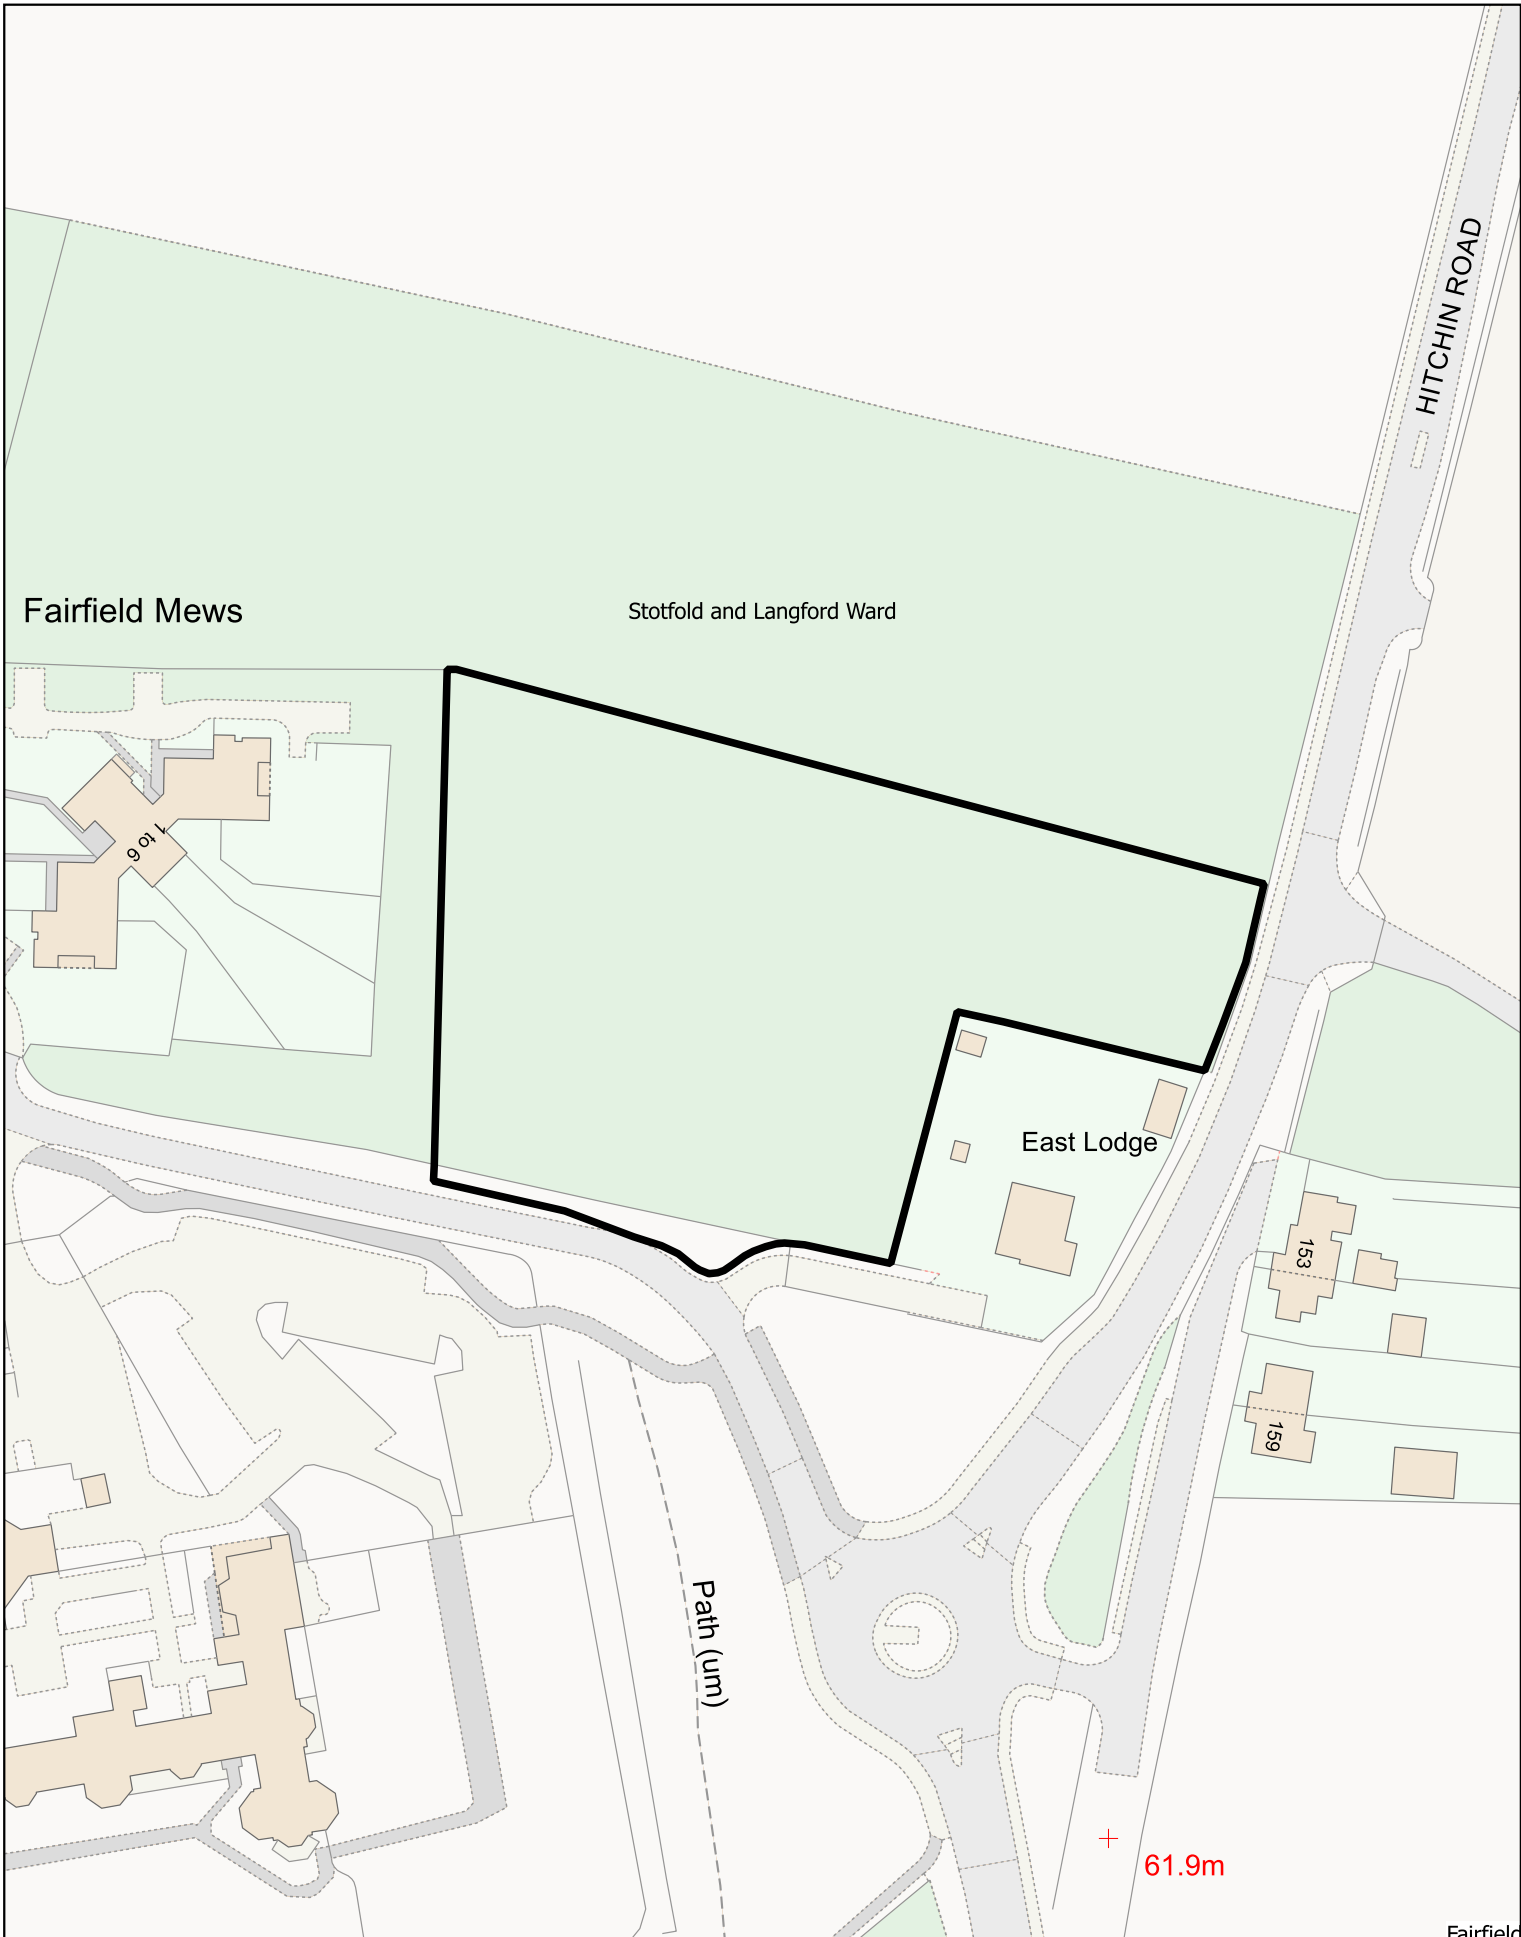 HITCHIN ROAD
Fairfield Mews
Stotfold and Langford Ward
1 to 6
East Lodge
153
159
Path (um)
61.9m
Fairfield